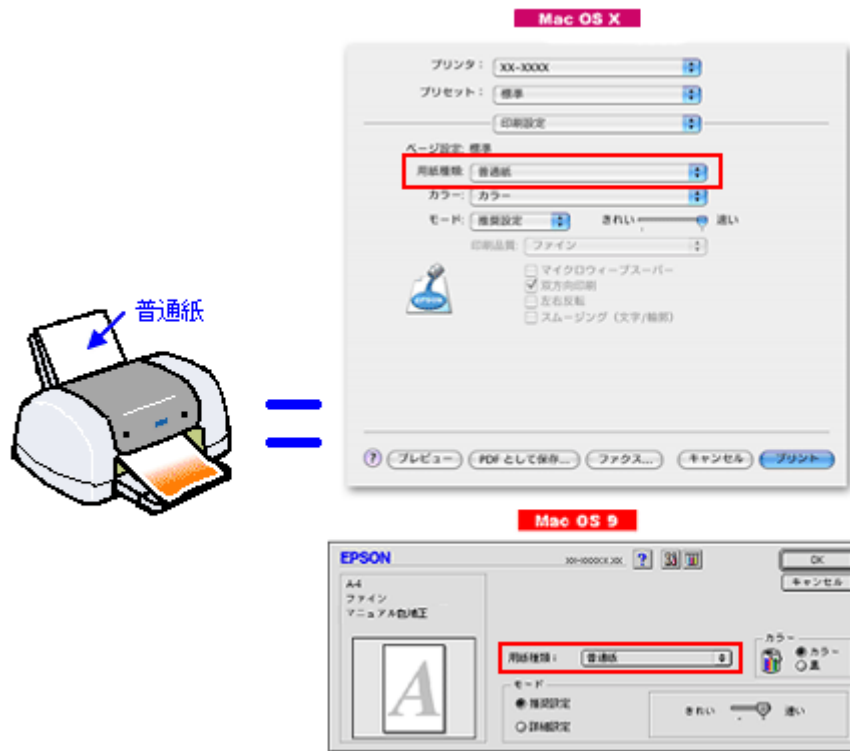 Mac OS X
プリンタ： XX-XXXX
プリセット： 標準
印刷設定
ページ設定: 標準
用紙種類: 普通紙
カラー: カラー
モード: 推奨設定 きれい 速い
印刷品質: ファイン
マイクロウィーブスーパー
双方向印刷
左右反転
スムージング（文字/輪郭）
EPSON
普通紙
? プレビュー PDF として保存... ファクス... キャンセル プリント
Mac OS 9
EPSON ? OK
キャンセル
A4
ファイン
マニュアル色補正
A
用紙種類： 普通紙
カラー
カラー
黒
モード
推奨設定
詳細設定
きれい 速い